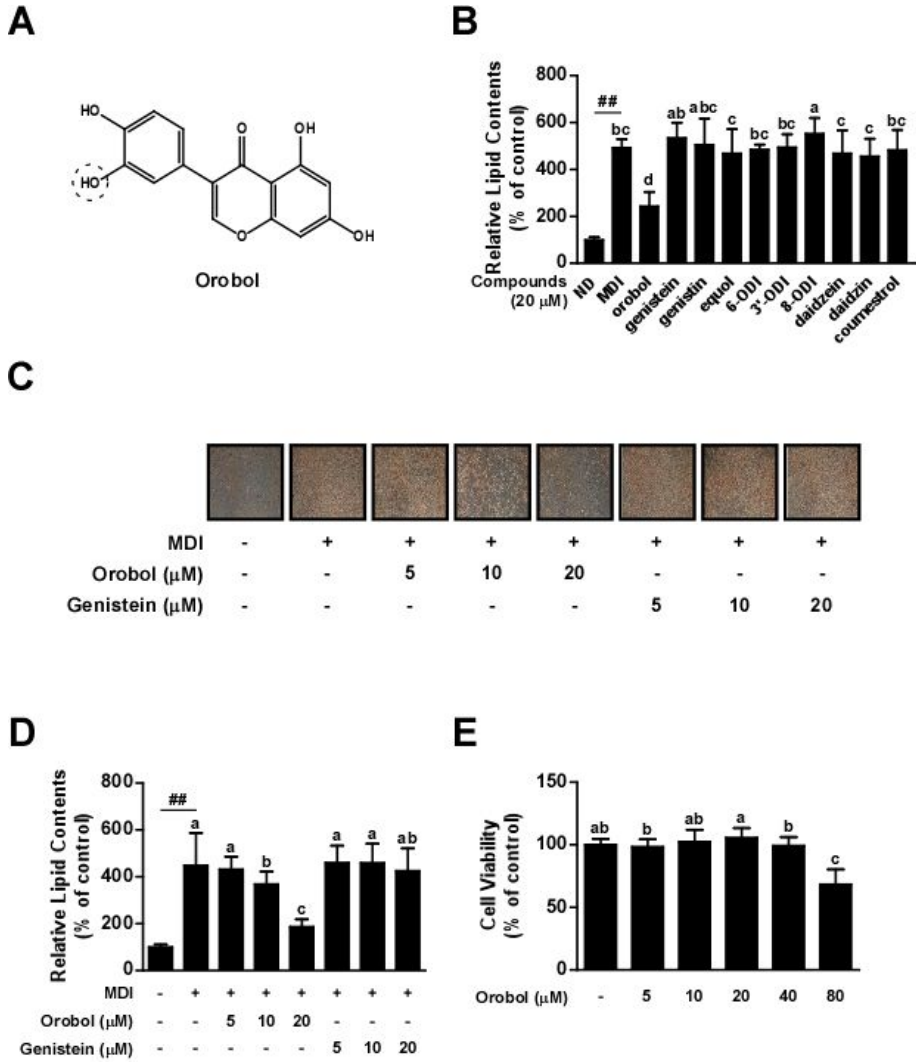 A
HO
HO
O
OH
O
OH
Orobol
B
Relative Lipid Contents
(% of control)
800
600
400
200
0
##
bc
d
ab
abc
c
bc
bc
a
c
c
bc
Compounds
(20 μM)
ND
MDI
orobol
genistein
genistin
equol
6-ODI
3'-ODI
8-ODI
daidzein
daidzin
coumestrol
C
MDI - + + + + + + +
Orobol (μM) - - 5 10 20 - - -
Genistein (μM) - - - - - 5 10 20
D
Relative Lipid Contents
(% of control)
800
600
400
200
0
##
a
a
b
c
a
a
ab
MDI - + + + + + + +
Orobol (μM) - - 5 10 20 - - -
Genistein (μM) - - - - - 5 10 20
E
Cell Viability
(% of control)
150
100
50
0
ab
b
ab
a
b
c
Orobol (μM) - 5 10 20 40 80